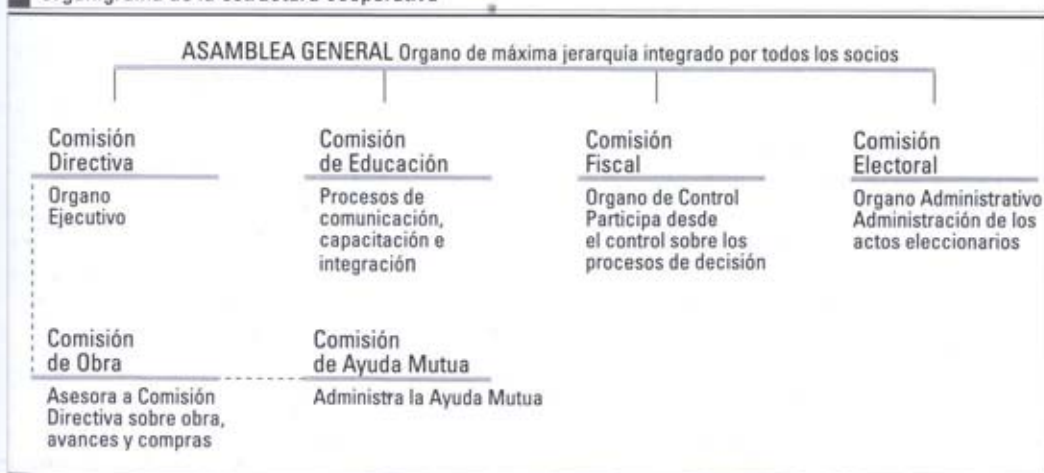 ASAMBLEA GENERAL Organo de máxima jerarquía integrado por todos los socios
Comisión
Directiva
Organo
Ejecutivo
Comisión
de Educación
Procesos de
comunicación,
capacitación e
integración
Comisión
Fiscal
Organo de Control
Participa desde
el control sobre los
procesos de decisión
Comisión
Electoral
Organo Administrativo
Administración de los
actos eleccionarios
Comisión
de Obra
Asesora a Comisión
Directiva sobre obra,
avances y compras
Comisión
de Ayuda Mutua
Administra la Ayuda Mutua